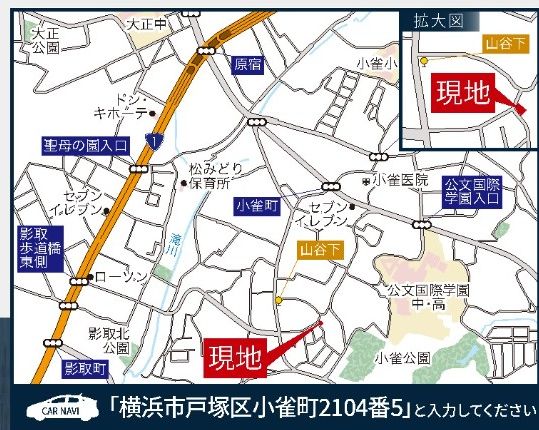 大正
公園
大正中
原宿
小雀小
拡大図
山谷下
現地
ドン・
キホーテ
1
聖母の園入口
松みどり
保育所
小雀医院
公文国際
学園入口
小雀町
セブン
イレブン
セブン
イレブン
影取
歩道橋
東側
滝川
山谷下
ローソン
公文国際学園
中・高
影取北
公園
現地
小雀公園
影取町
CAR NAVI
「横浜市戸塚区小雀町2104番5」と入力してください